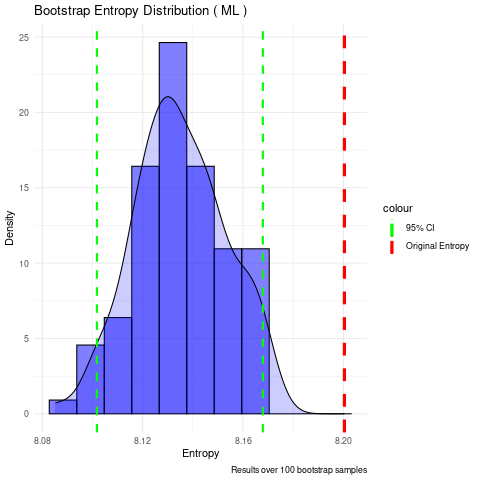 Bootstrap Entropy Distribution ( ML )
25
20
15
10
5
0
Density
8.08
8.12
8.16
8.20
Entropy
colour
95% CI
Original Entropy
Results over 100 bootstrap samples